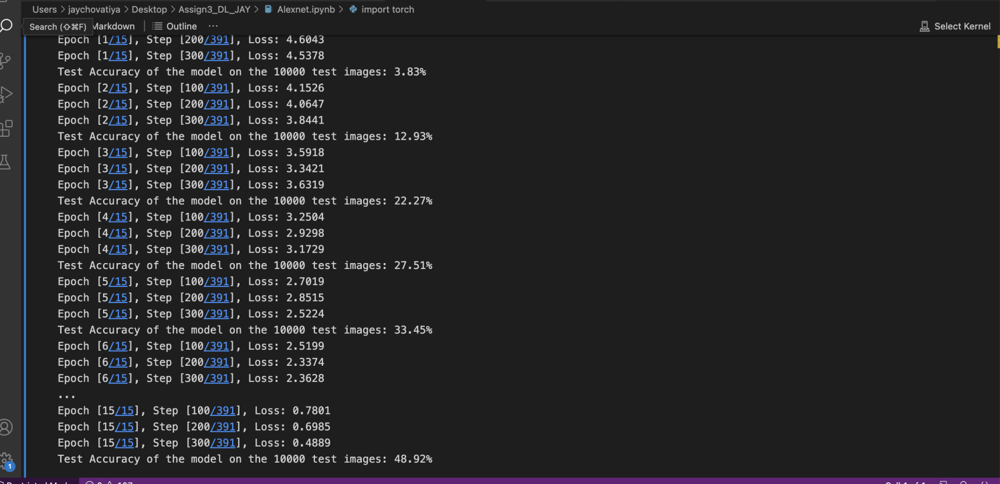 Users > jaychovatiya > Desktop > Assign3_DL_JAY > Alexnet.ipynb > import torch
Search (⇧⌘F) Markdown | Outline ... Select Kernel
Epoch [1/15], Step [200/391], Loss: 4.6043
Epoch [1/15], Step [300/391], Loss: 4.5378
Test Accuracy of the model on the 10000 test images: 3.83%
Epoch [2/15], Step [100/391], Loss: 4.1526
Epoch [2/15], Step [200/391], Loss: 4.0647
Epoch [2/15], Step [300/391], Loss: 3.8441
Test Accuracy of the model on the 10000 test images: 12.93%
Epoch [3/15], Step [100/391], Loss: 3.5918
Epoch [3/15], Step [200/391], Loss: 3.3421
Epoch [3/15], Step [300/391], Loss: 3.6319
Test Accuracy of the model on the 10000 test images: 22.27%
Epoch [4/15], Step [100/391], Loss: 3.2504
Epoch [4/15], Step [200/391], Loss: 2.9298
Epoch [4/15], Step [300/391], Loss: 3.1729
Test Accuracy of the model on the 10000 test images: 27.51%
Epoch [5/15], Step [100/391], Loss: 2.7019
Epoch [5/15], Step [200/391], Loss: 2.8515
Epoch [5/15], Step [300/391], Loss: 2.5224
Test Accuracy of the model on the 10000 test images: 33.45%
Epoch [6/15], Step [100/391], Loss: 2.5199
Epoch [6/15], Step [200/391], Loss: 2.3374
Epoch [6/15], Step [300/391], Loss: 2.3628
...
Epoch [15/15], Step [100/391], Loss: 0.7801
Epoch [15/15], Step [200/391], Loss: 0.6985
Epoch [15/15], Step [300/391], Loss: 0.4889
Test Accuracy of the model on the 10000 test images: 48.92%
1